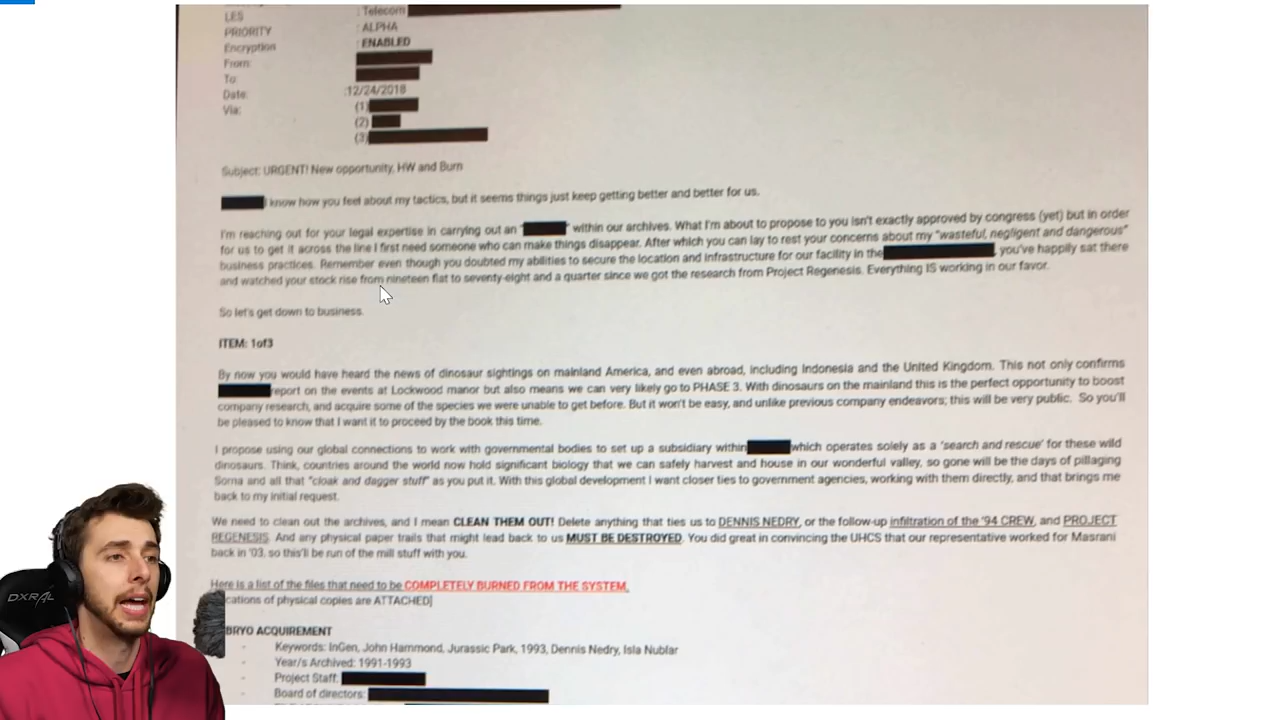 LES : Telecom
PRIORITY : ALPHA
Encryption : ENABLED
From:
To:
Date: :12/24/2018
Via: (1)
(2)
(3)
Subject: URGENT! New opportunity, HW and Burn
I know how you feel about my tactics, but it seems things just keep getting better and better for us.
I'm reaching out for your legal expertise in carrying out an " " within our archives. What I'm about to propose to you isn't exactly approved by congress (yet) but in order
for us to get it across the line I first need someone who can make things disappear. After which you can lay to rest your concerns about my "wasteful, negligent and dangerous"
business practices. Remember even though you doubted my abilities to secure the location and infrastructure for our facility in the , you've happily sat there
and watched your stock rise from nineteen flat to seventy-eight and a quarter since we got the research from Project Regenesis. Everything IS working in our favor.
So let's get down to business.
ITEM: 1of3
By now you would have heard the news of dinosaur sightings on mainland America, and even abroad, including Indonesia and the United Kingdom. This not only confirms
report on the events at Lockwood manor but also means we can very likely go to PHASE 3. With dinosaurs on the mainland this is the perfect opportunity to boost
company research, and acquire some of the species we were unable to get before. But it won't be easy, and unlike previous company endeavors; this will be very public. So you'll
be pleased to know that I want it to proceed by the book this time.
I propose using our global connections to work with governmental bodies to set up a subsidiary within which operates solely as a 'search and rescue' for these wild
dinosaurs. Think, countries around the world now hold significant biology that we can safely harvest and house in our wonderful valley, so gone will be the days of pillaging
Sorna and all that "cloak and dagger stuff" as you put it. With this global development I want closer ties to government agencies, working with them directly, and that brings me
back to my initial request.
We need to clean out the archives, and I mean CLEAN THEM OUT! Delete anything that ties us to DENNIS NEDRY, or the follow-up infiltration of the '94 CREW, and PROJECT
REGENESIS. And any physical paper trails that might lead back to us MUST BE DESTROYED. You did great in convincing the UHCS that our representative worked for Masrani
back in '03, so this'll be run of the mill stuff with you.
Here is a list of the files that need to be COMPLETELY BURNED FROM THE SYSTEM.
cations of physical copies are ATTACHED]
BRYO ACQUIREMENT
- Keywords: InGen, John Hammond, Jurassic Park, 1993, Dennis Nedry, Isla Nublar
- Year/s Archived: 1991-1993
- Project Staff:
- Board of directors:
DXRAL